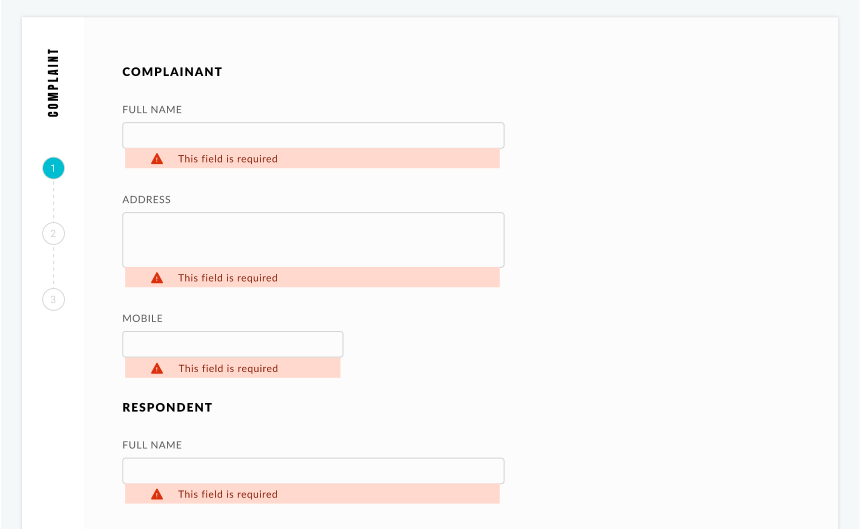 COMPLAINT
1
2
3
COMPLAINANT
FULL NAME
This field is required
ADDRESS
This field is required
MOBILE
This field is required
RESPONDENT
FULL NAME
This field is required